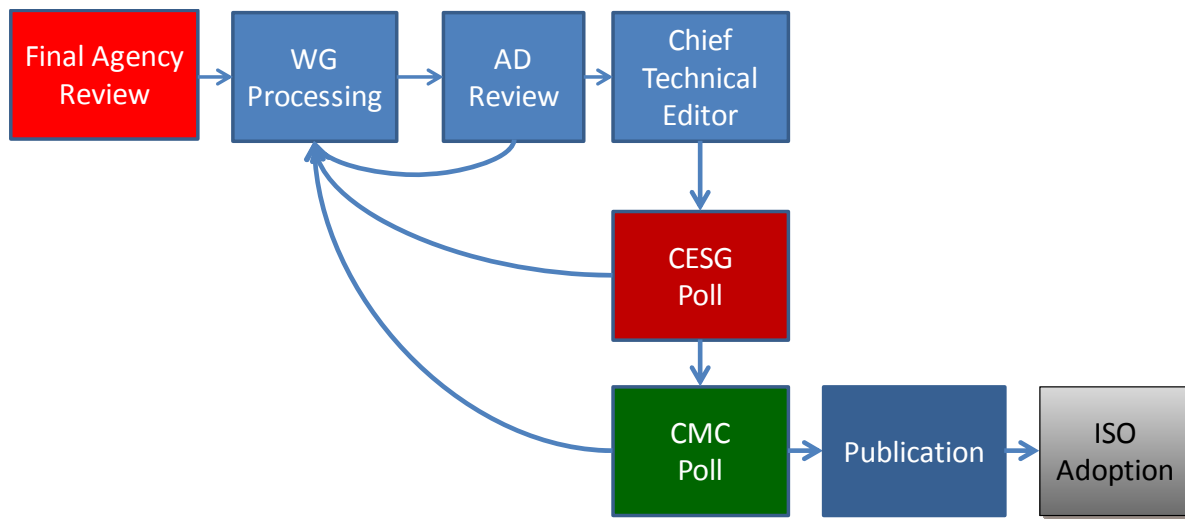 Final Agency
Review
WG
Processing
AD
Review
Chief
Technical
Editor
CESG
Poll
CMC
Poll
Publication
ISO
Adoption